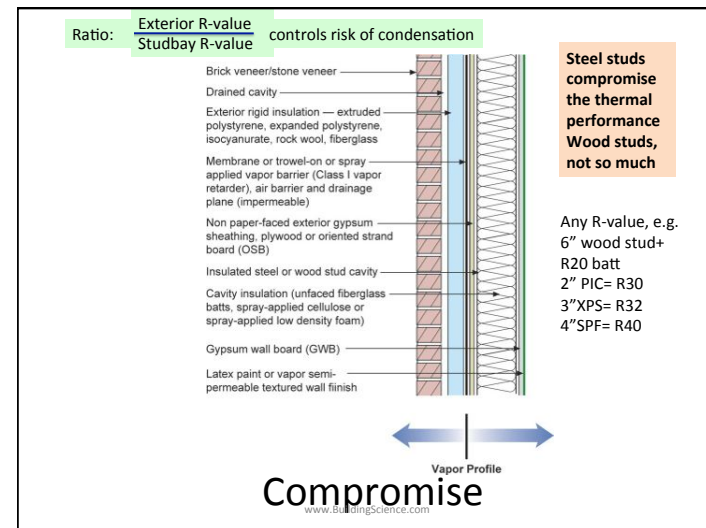 Ratio: Exterior R-value
Studbay R-value controls risk of condensation
Brick veneer/stone veneer
Drained cavity
Exterior rigid insulation — extruded
polystyrene, expanded polystyrene,
isocyanurate, rock wool, fiberglass
Membrane or trowel-on or spray
applied vapor barrier (Class I vapor
retarder), air barrier and drainage
plane (impermeable)
Non paper-faced exterior gypsum
sheathing, plywood or oriented strand
board (OSB)
Insulated steel or wood stud cavity
Cavity insulation (unfaced fiberglass
batts, spray-applied cellulose or
spray-applied low density foam)
Gypsum wall board (GWB)
Latex paint or vapor semi-
permeable textured wall fiinish
Steel studs
compromise
the thermal
performance
Wood studs,
not so much
Any R-value, e.g.
6” wood stud+
R20 batt
2” PIC= R30
3”XPS= R32
4”SPF= R40
Vapor Profile
Compromise
www.BuildingScience.com